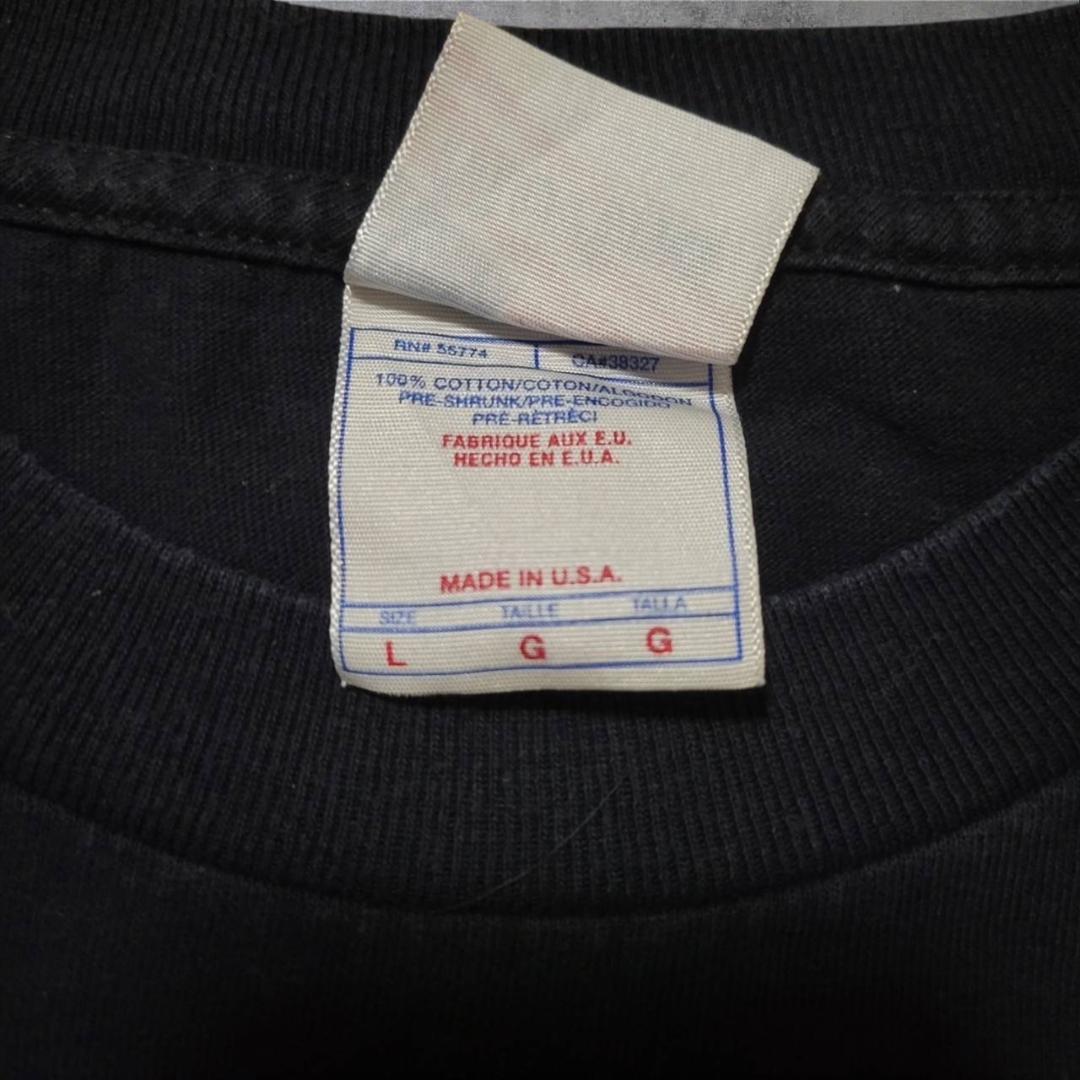 RN# 55774 CA#38327
100% COTTON/COTON/ALGODON
PRE-SHRUNK/PRE-ENCOGIDO
PRÉ-RÉTRÉCI
FABRIQUE AUX E.U.
HECHO EN E.U.A.
MADE IN U.S.A.
SIZE TAILLE TALLA
L G G